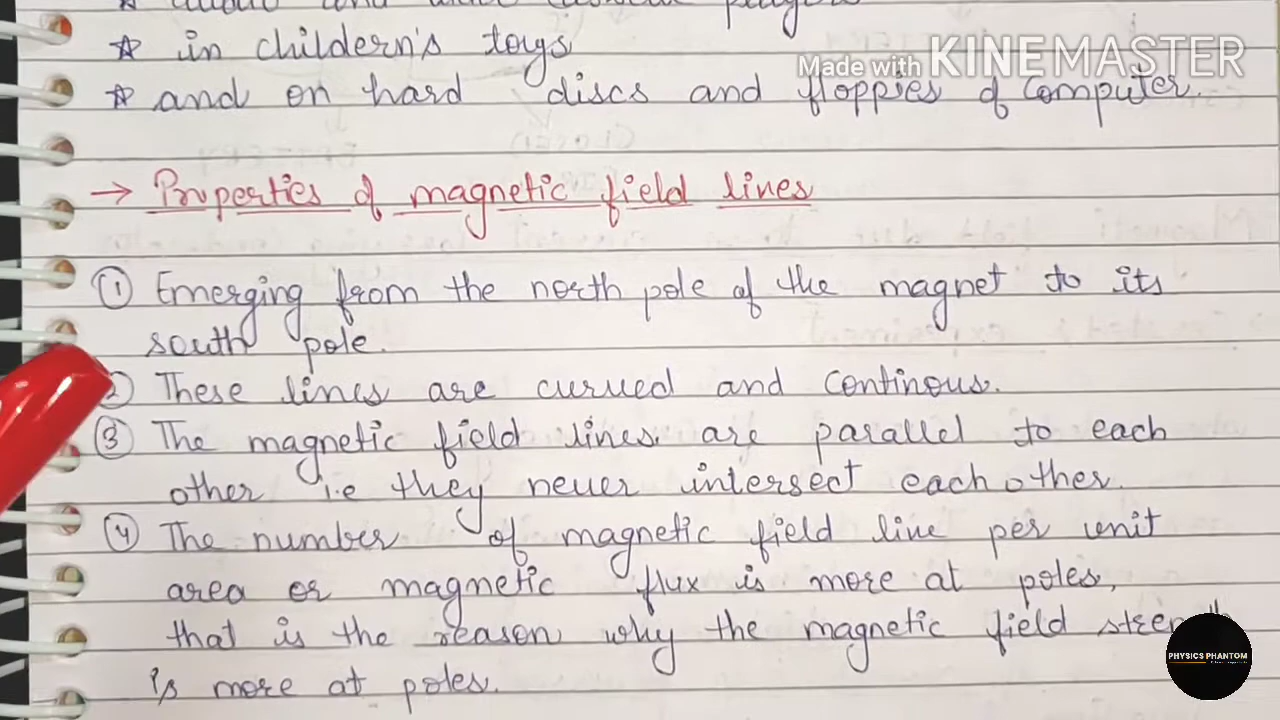 ☆ in childern's toys
Made with KINEMASTER
☆ and on hard discs and floppies of computer.
→ Properties of magnetic field lines
① Emerging from the north pole of the magnet to its
south pole.
② These lines are curved and continous.
③ The magnetic field lines are parallel to each
other i.e they never intersect each other.
④ The number of magnetic field line per unit
area or magnetic flux is more at poles,
that is the reason why the magnetic field
PHYSICS PHANTOM
is more at poles.